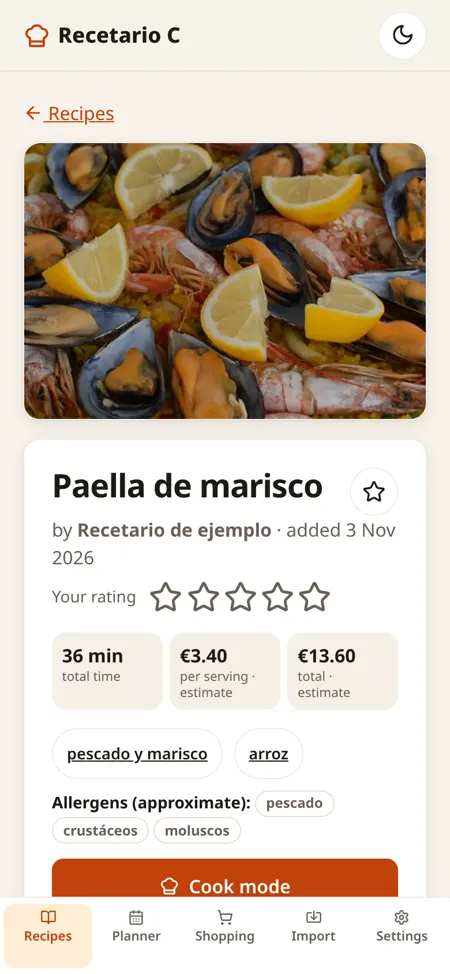 Recetario C
← Recipes
Paella de marisco
by Recetario de ejemplo · added 3 Nov
2026
Your rating
36 min
total time
€3.40
per serving ·
estimate
€13.60
total ·
estimate
pescado y marisco
arroz
Allergens (approximate): pescado
crustáceos moluscos
Cook mode
Recipes
Planner
Shopping
Import
Settings